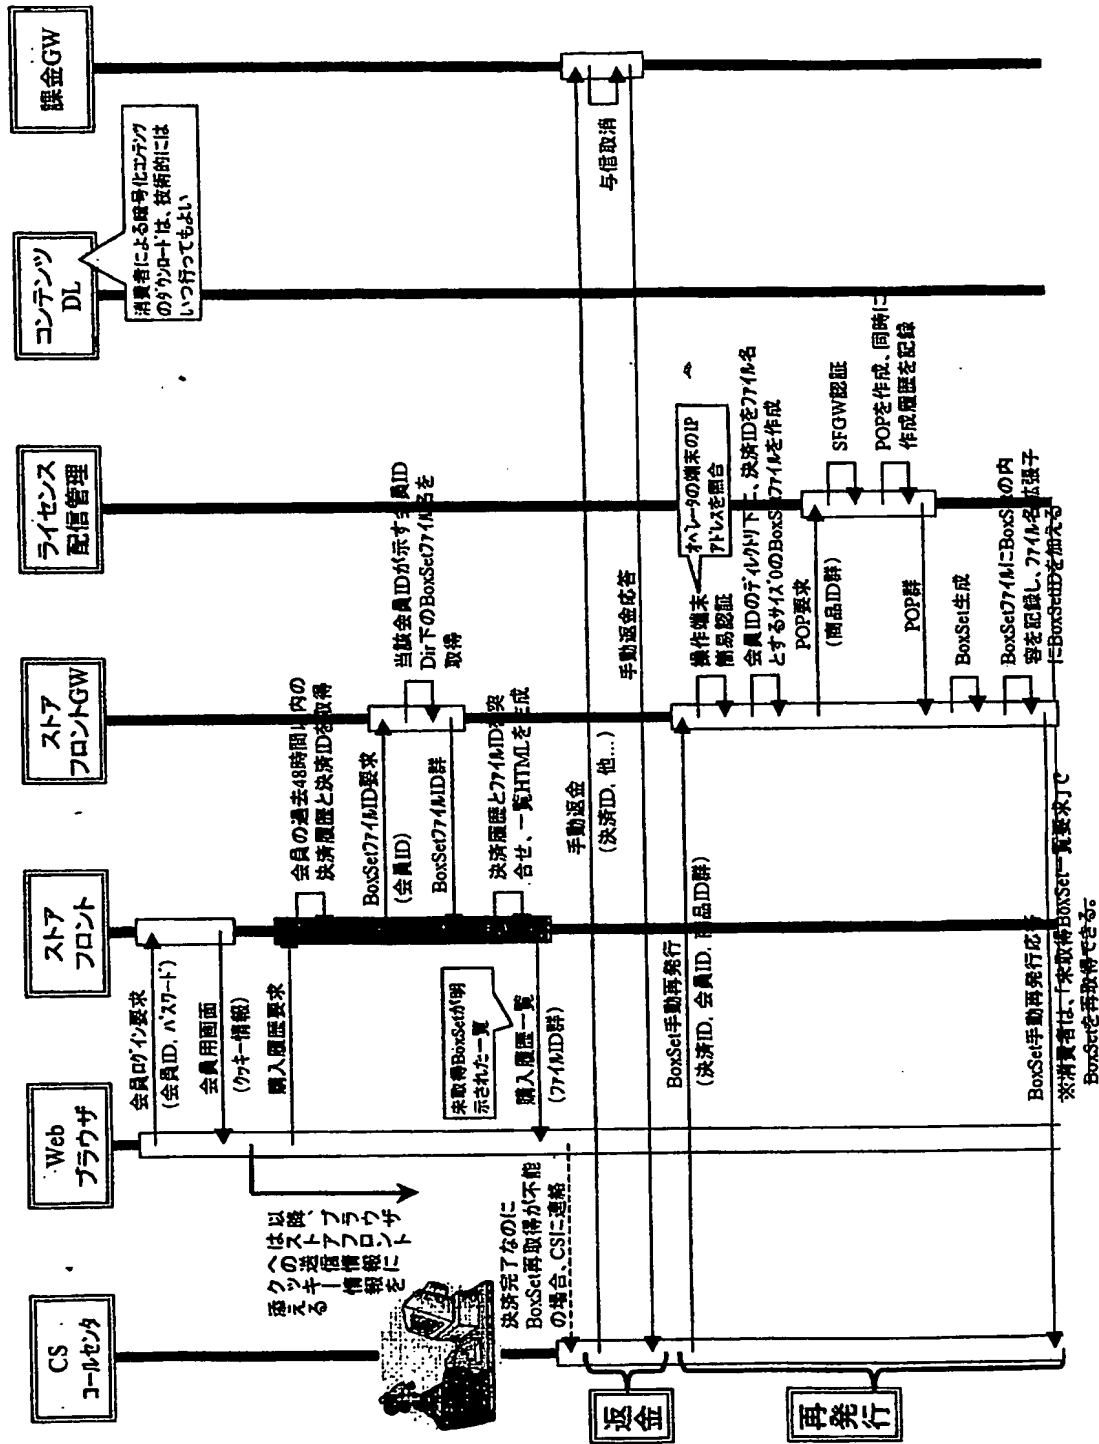 CS
コールセンタ
Web
ブラウザ
ストア
フロント
ストア
フロントGW
ライセンス
配信管理
コンテンツ
DL
課金GW
消費者による暗号化コンテンツ
のダウンロードは、技術的には
いつ行ってもよい
会員ログイン要求
(会員ID, パスワード)
会員用画面
(クッキー情報)
以降、ブラウザ
はストアフロント
への送信情報に
クッキー情報を
添える
購入履歴要求
会員の過去48時間以内の
決済履歴と決済IDを取得
BoxSetファイルID要求
(会員ID)
当該会員IDが示す会員ID
Dir下のBoxSetファイル名を
取得
BoxSetファイルID群
決済履歴とファイルIDを突
合せ、一覧HTMLを生成
未取得BoxSetが明
示された一覧
購入履歴一覧
(ファイルID群)
決済完了なのに
BoxSet再取得が不能
の場合、CSに連絡
返金
手動返金
(決済ID, 他...)
与信取消
手動返金応答
再発行
BoxSet手動再発行
(決済ID, 会員ID, 商品ID群)
操作端末
簡易認証
オペレータの端末のIP
アドレスを照合
会員IDのディレクトリ下に、決済IDをファイル名
とするサイズ0のBoxSetファイルを作成
POP要求
(商品ID群)
SFGW認証
POPを作成、同時に
作成履歴を記録
POP群
BoxSet生成
BoxSetファイルにBoxSetの内
容を記録し、ファイル名拡張子
にBoxSetIDを加える
BoxSet手動再発行応答
※消費者は、「未取得BoxSet一覧要求」で
BoxSetを再取得できる。